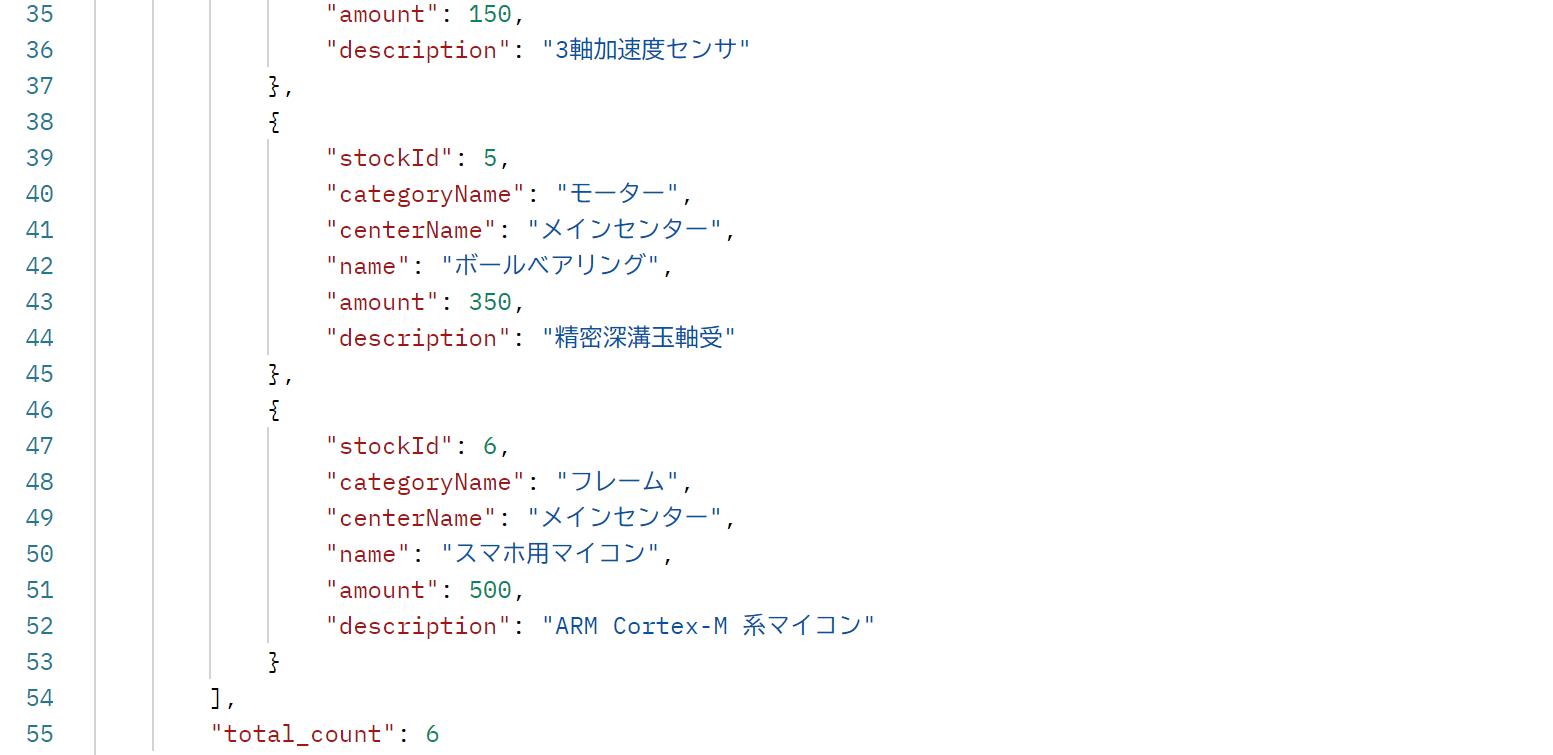 35 "amount": 150,
36 "description": "3軸加速度センサ"
37 },
38 {
39 "stockId": 5,
40 "categoryName": "モーター",
41 "centerName": "メインセンター",
42 "name": "ボールベアリング",
43 "amount": 350,
44 "description": "精密深溝玉軸受"
45 },
46 {
47 "stockId": 6,
48 "categoryName": "フレーム",
49 "centerName": "メインセンター",
50 "name": "スマホ用マイコン",
51 "amount": 500,
52 "description": "ARM Cortex-M 系マイコン"
53 }
54 ],
55 "total_count": 6